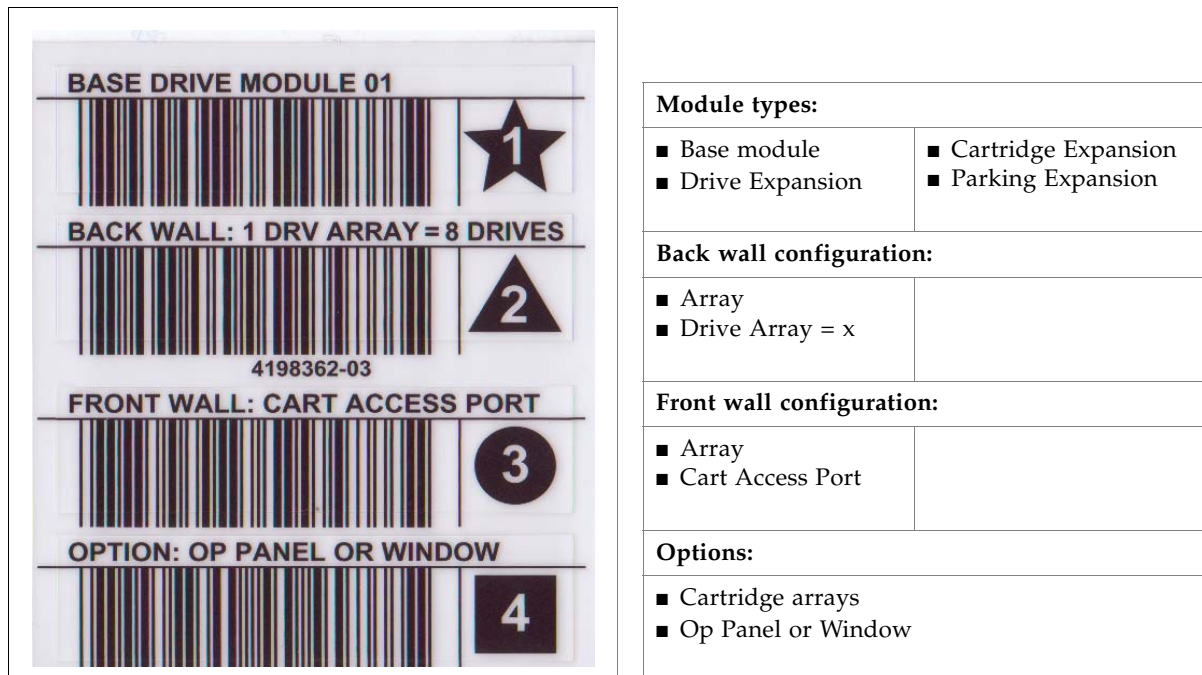 BASE DRIVE MODULE 01
1
BACK WALL: 1 DRV ARRAY = 8 DRIVES
2
4198362-03
FRONT WALL: CART ACCESS PORT
3
OPTION: OP PANEL OR WINDOW
4
Module types:
■ Base module
■ Drive Expansion
■ Cartridge Expansion
■ Parking Expansion
Back wall configuration:
■ Array
■ Drive Array = x
Front wall configuration:
■ Array
■ Cart Access Port
Options:
■ Cartridge arrays
■ Op Panel or Window